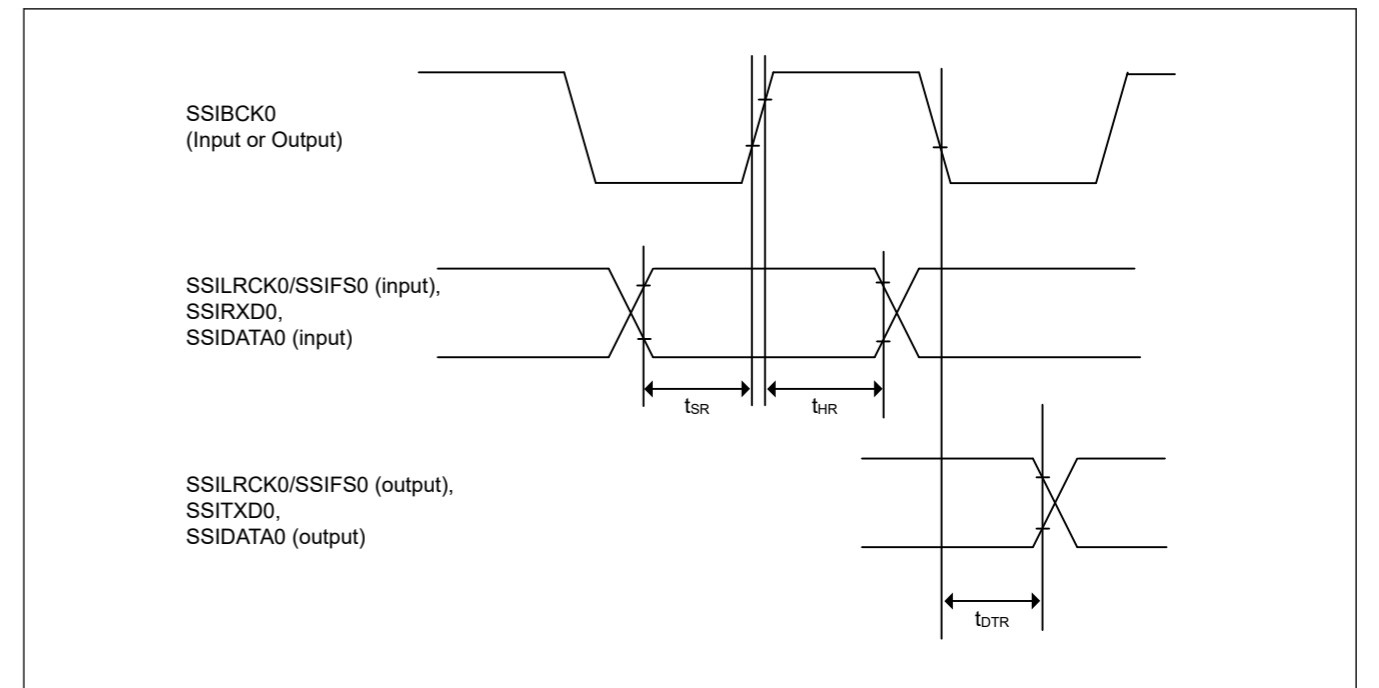 SSIBCK0
(Input or Output)
SSILRCK0/SSIFS0 (input),
SSIRXD0,
SSIDATA0 (input)
tSR
tHR
SSILRCK0/SSIFS0 (output),
SSITXD0,
SSIDATA0 (output)
tDTR